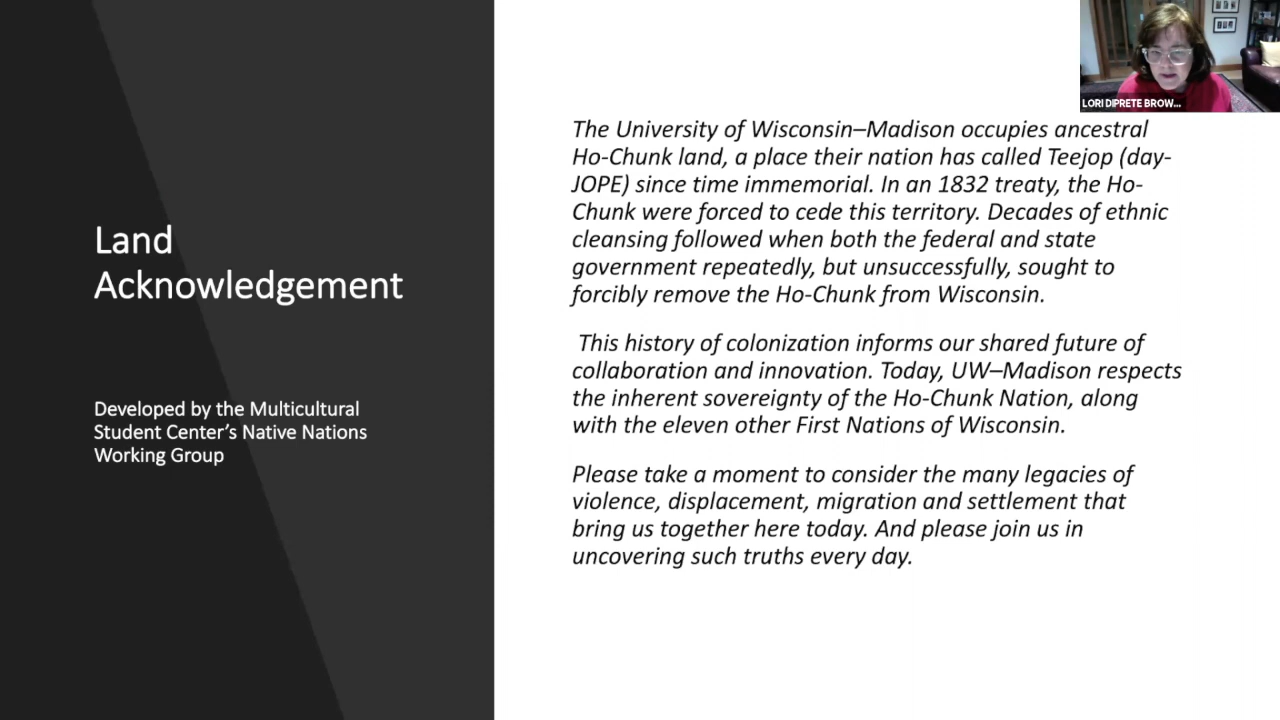 Land
Acknowledgement
Developed by the Multicultural
Student Center's Native Nations
Working Group
LORI DIPRETE BROW...
The University of Wisconsin–Madison occupies ancestral
Ho-Chunk land, a place their nation has called Teejop (day-
JOPE) since time immemorial. In an 1832 treaty, the Ho-
Chunk were forced to cede this territory. Decades of ethnic
cleansing followed when both the federal and state
government repeatedly, but unsuccessfully, sought to
forcibly remove the Ho-Chunk from Wisconsin.
This history of colonization informs our shared future of
collaboration and innovation. Today, UW–Madison respects
the inherent sovereignty of the Ho-Chunk Nation, along
with the eleven other First Nations of Wisconsin.
Please take a moment to consider the many legacies of
violence, displacement, migration and settlement that
bring us together here today. And please join us in
uncovering such truths every day.